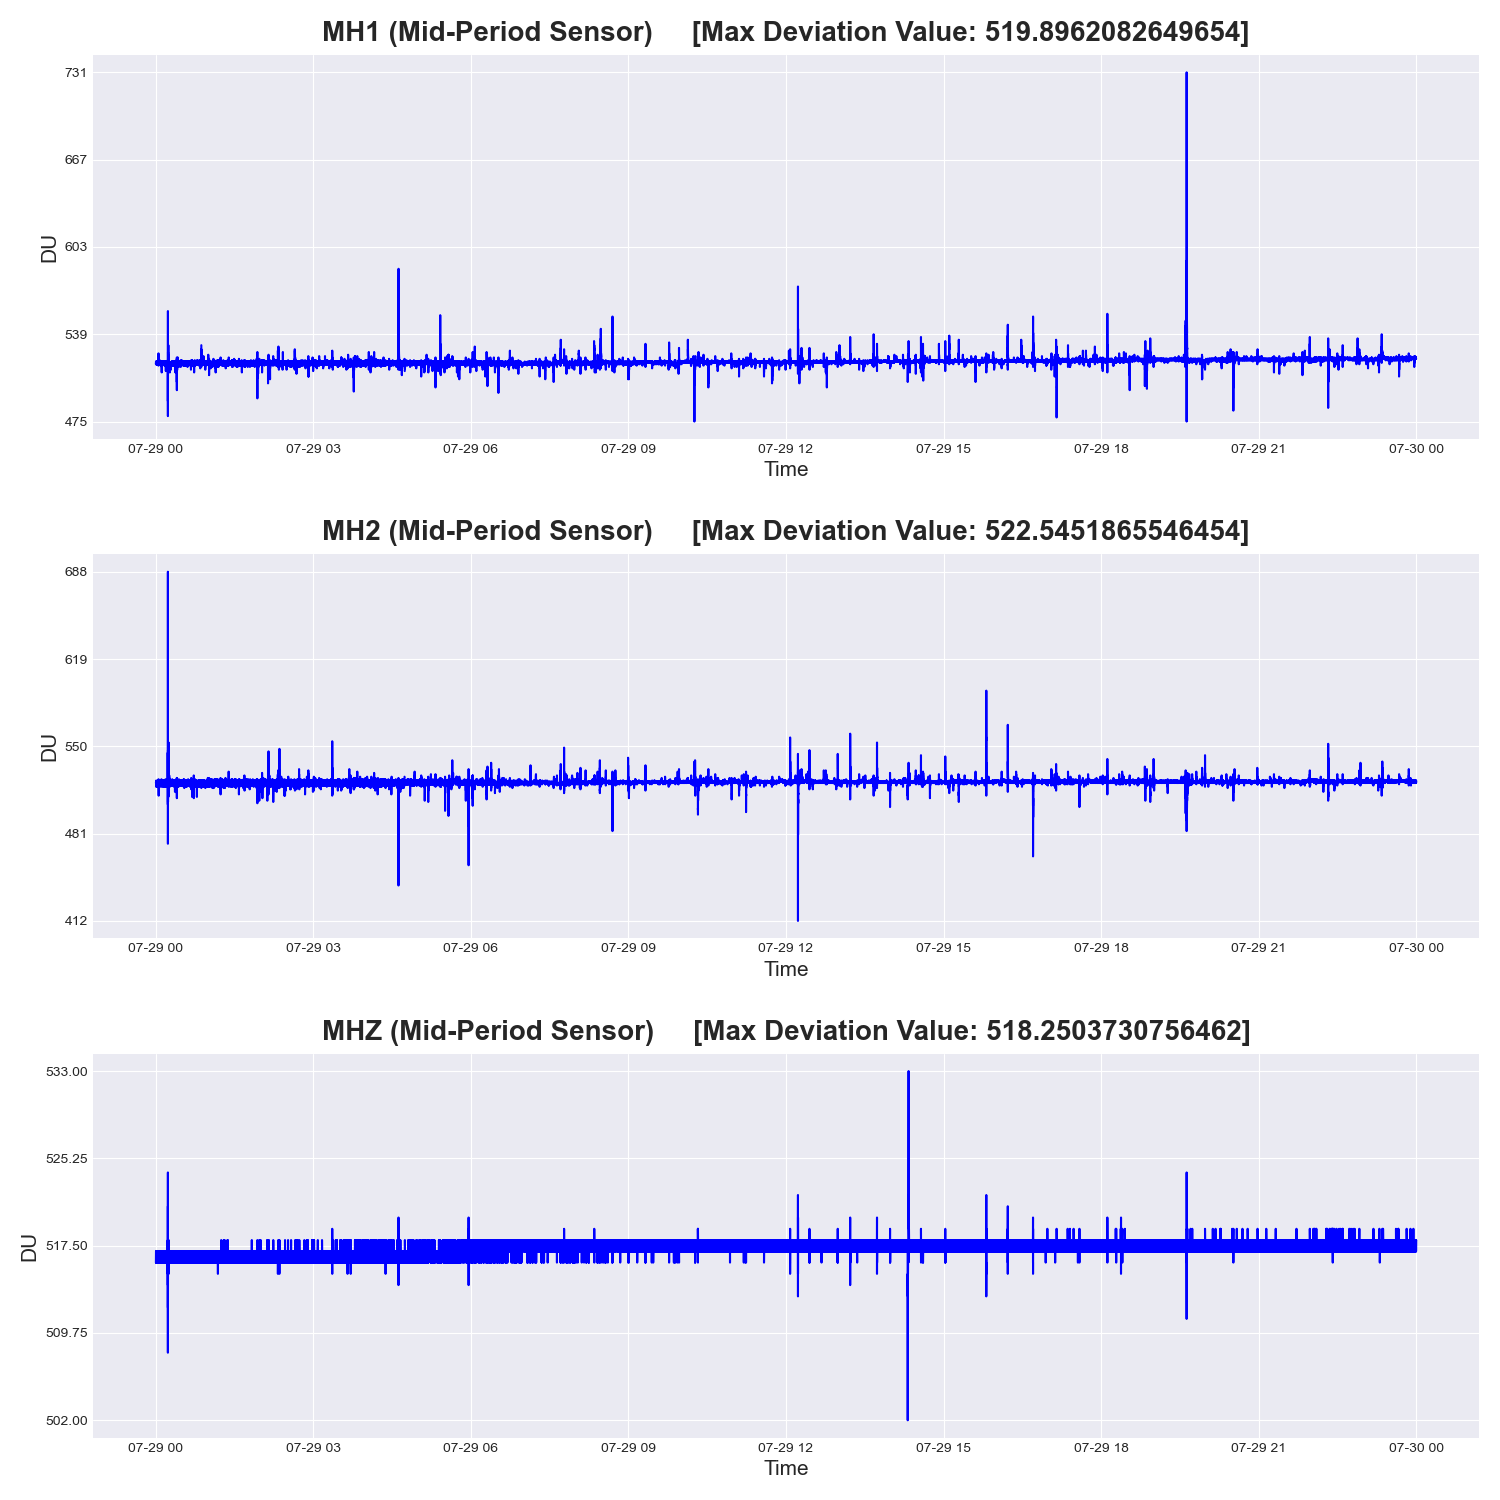 MH1 (Mid-Period Sensor) [Max Deviation Value: 519.8962082649654]
731
667
603
539
475
DU
07-29 00 07-29 03 07-29 06 07-29 09 07-29 12 07-29 15 07-29 18 07-29 21 07-30 00
Time
MH2 (Mid-Period Sensor) [Max Deviation Value: 522.5451865546454]
688
619
550
481
412
DU
07-29 00 07-29 03 07-29 06 07-29 09 07-29 12 07-29 15 07-29 18 07-29 21 07-30 00
Time
MHZ (Mid-Period Sensor) [Max Deviation Value: 518.2503730756462]
533.00
525.25
517.50
509.75
502.00
DU
07-29 00 07-29 03 07-29 06 07-29 09 07-29 12 07-29 15 07-29 18 07-29 21 07-30 00
Time